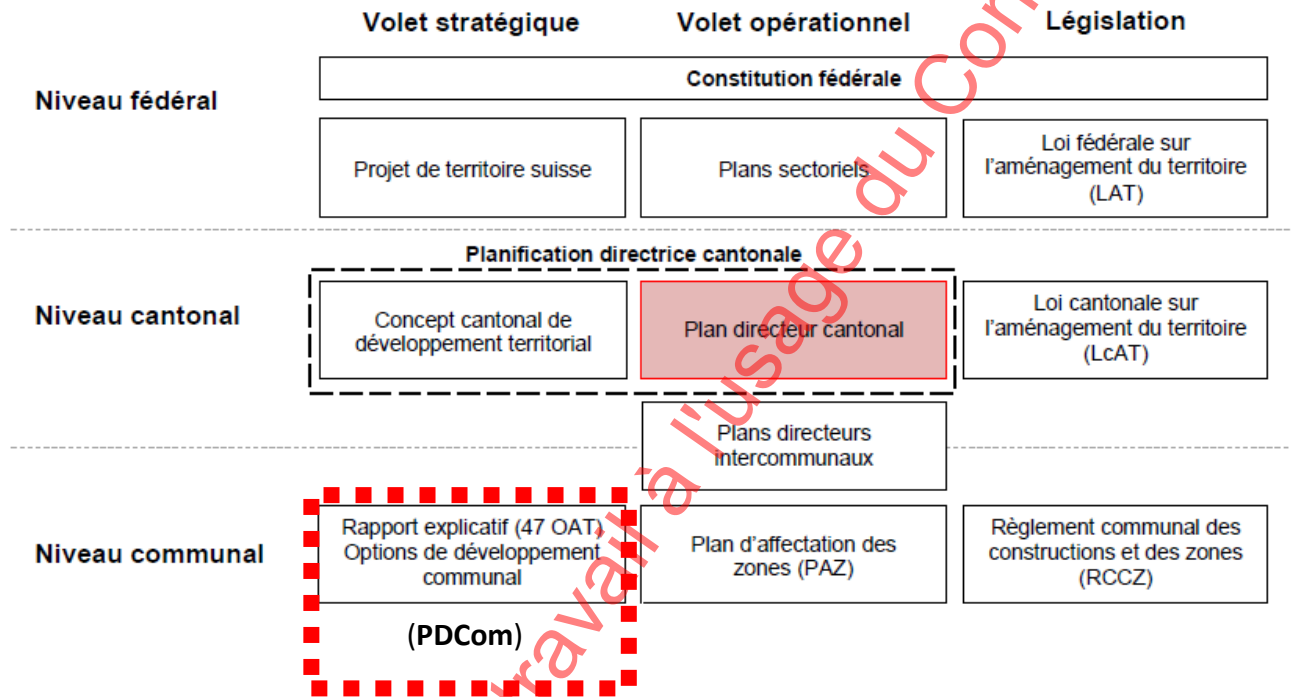 Volet stratégique Volet opérationnel Législation
Constitution fédérale
Niveau fédéral
Projet de territoire suisse
Plans sectoriels
Loi fédérale sur
l'aménagement du territoire
(LAT)
Planification directrice cantonale
Niveau cantonal
Concept cantonal de
développement territorial
Plan directeur cantonal
Loi cantonale sur
l'aménagement du territoire
(LcAT)
Plans directeurs
intercommunaux
Niveau communal
Rapport explicatif (47 OAT)
Options de développement
communal
(PDCom)
Plan d'affectation des
zones (PAZ)
Règlement communal des
constructions et des zones
(RCCZ)
travail à l'usage du Con